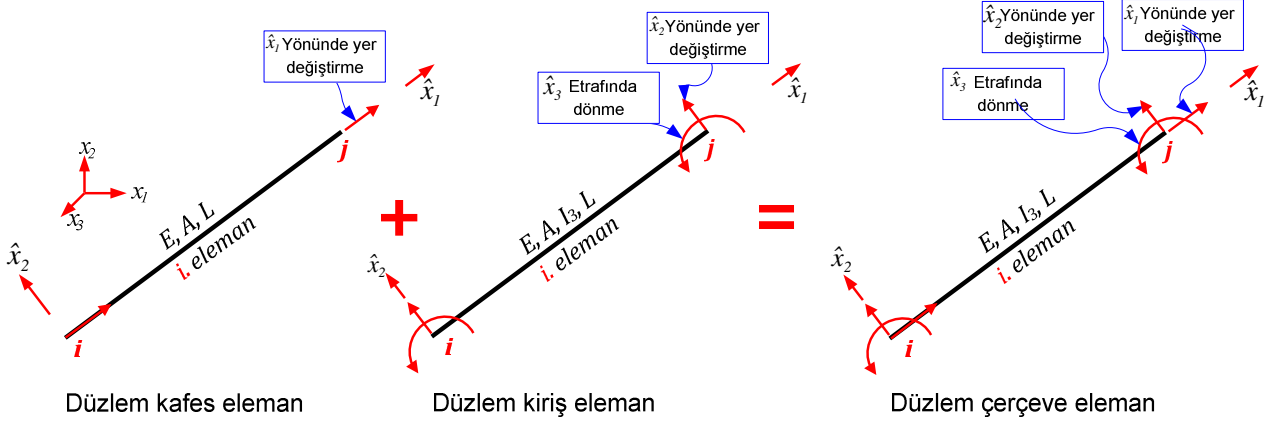 x̂₁ Yönünde yer
değiştirme
x̂₁
j
x₂
x₁
x₃
E, A, L
i. eleman
x̂₂
i
Düzlem kafes eleman
+
x̂₂ Yönünde yer
değiştirme
x̂₃ Etrafında
dönme
x̂₁
j
E, A, I₃, L
i. eleman
x̂₂
i
Düzlem kiriş eleman
=
x̂₂ Yönünde yer
değiştirme
x̂₁ Yönünde yer
değiştirme
x̂₃ Etrafında
dönme
x̂₁
j
E, A, I₃, L
i. eleman
x̂₂
i
Düzlem çerçeve eleman